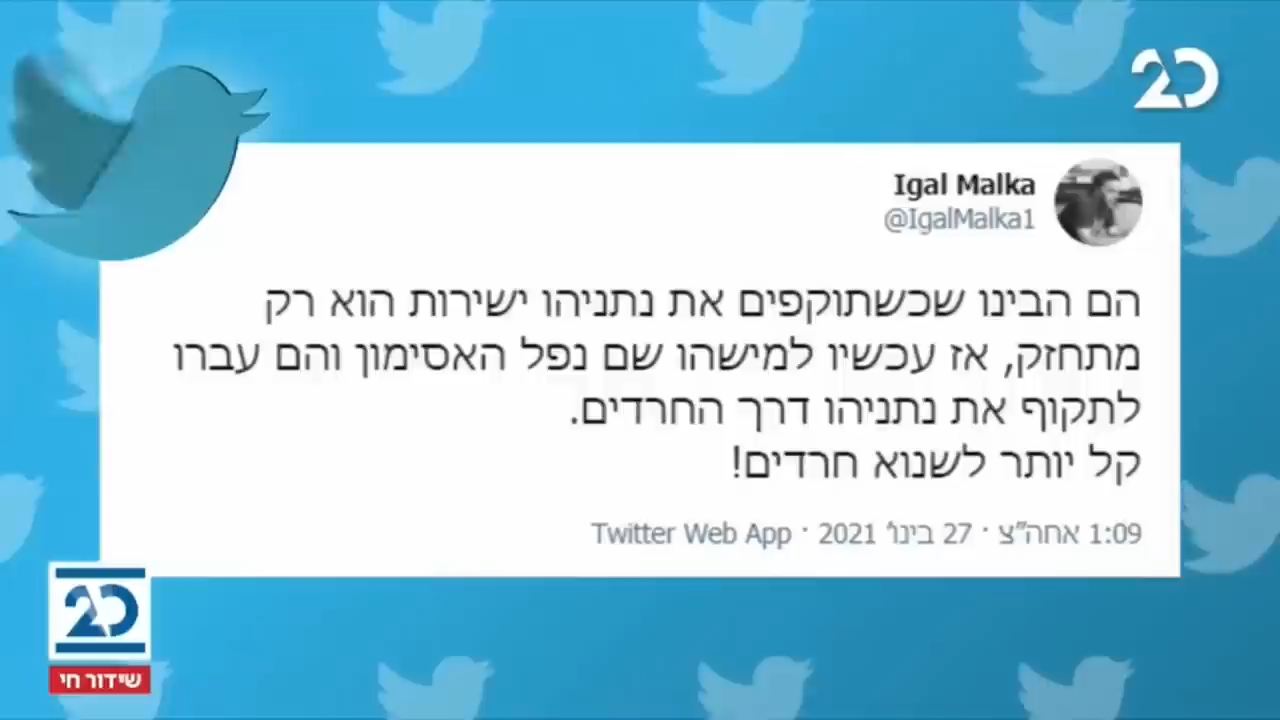 20
Igal Malka
@IgalMalka1
הם הבינו שכשתוקפים את נתניהו ישירות הוא רק
מתחזק, אז עכשיו למישהו שם נפל האסימון והם עברו
לתקוף את נתניהו דרך החרדים.
קל יותר לשנוא חרדים!
1:09 אחה"צ · 27 בינו' 2021 · Twitter Web App
20
שידור חי